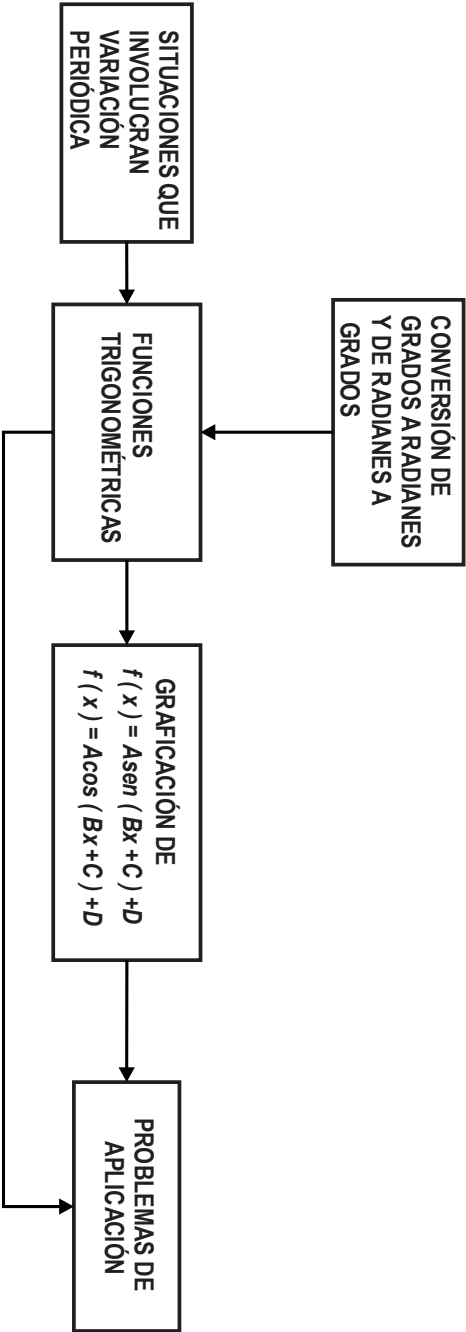 CONVERSIÓN DE
GRADOS A RADIANES
Y DE RADIANES A
GRADOS
SITUACIONES QUE
INVOLUCRAN
VARIACIÓN
PERIÓDICA
FUNCIONES
TRIGONOMÉTRICAS
GRAFICACIÓN DE
f ( x ) = Asen ( Bx + C ) + D
f ( x ) = Acos ( Bx + C ) + D
PROBLEMAS DE
APLICACIÓN